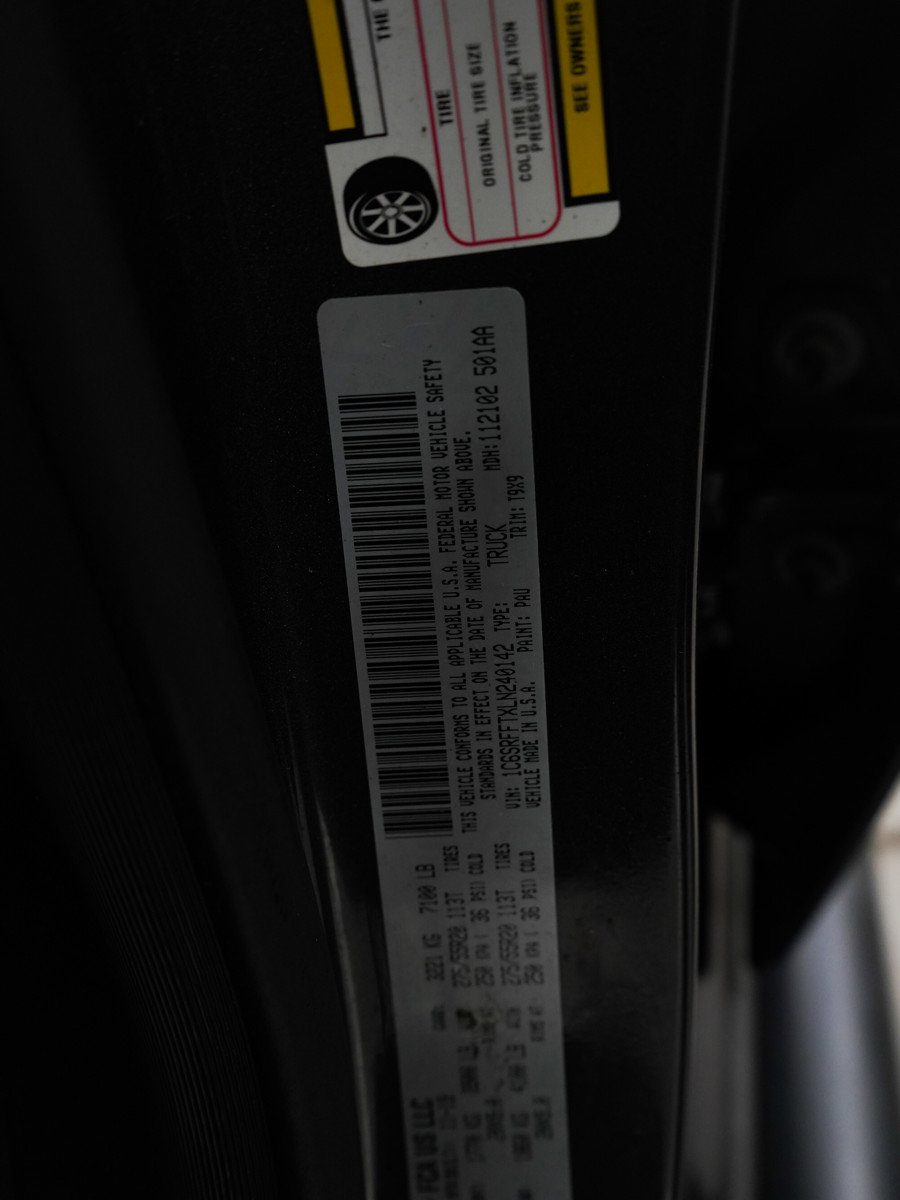 THE
TIRE
ORIGINAL TIRE SIZE
COLD TIRE INFLATION
PRESSURE
SEE OWNERS
FCA US LLC
3221 KG 7100 LB
275/55R20 113T TIRES
250 KPA ( 36 PSI) COLD
275/55R20 113T TIRES
250 KPA ( 36 PSI) COLD
THIS VEHICLE CONFORMS TO ALL APPLICABLE U.S.A. FEDERAL MOTOR VEHICLE SAFETY
STANDARDS IN EFFECT ON THE DATE OF MANUFACTURE SHOWN ABOVE.
VIN: 1C6SRFFTXLN240142 TYPE: TRUCK MDH:112102 501AA
VEHICLE MADE IN U.S.A. PAINT: PAU TRIM: T9X9